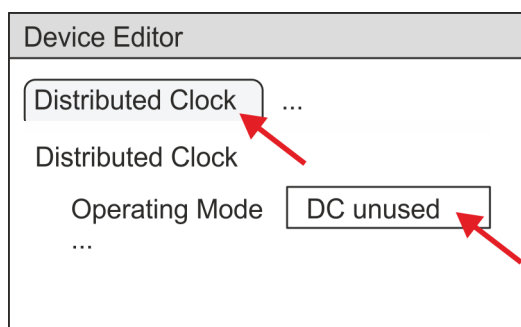 Device Editor
Distributed Clock ...
Distributed Clock
Operating Mode DC unused
...